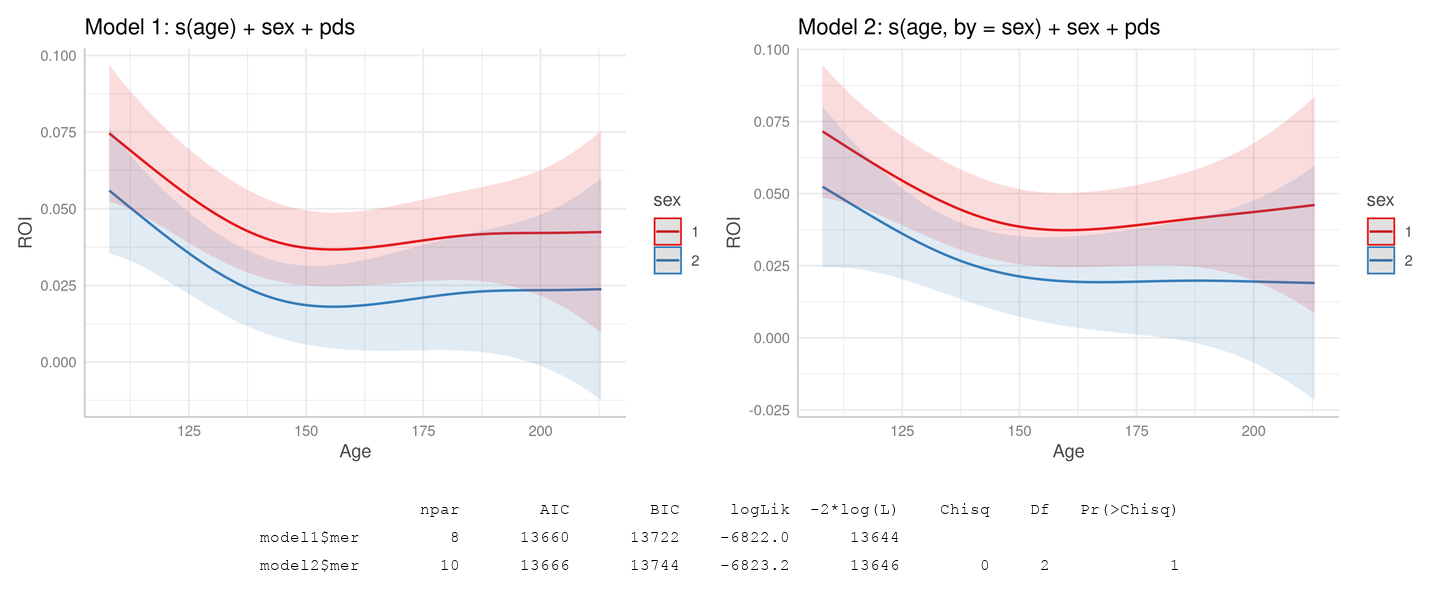 Model 1: s(age) + sex + pds
0.100
0.075
0.050
0.025
0.000
ROI
125 150 175 200
Age
sex
1
2
Model 2: s(age, by = sex) + sex + pds
0.100
0.075
0.050
0.025
0.000
-0.025
ROI
125 150 175 200
Age
sex
1
2
npar AIC BIC logLik -2*log(L) Chisq Df Pr(>Chisq)
model1$mer 8 13660 13722 -6822.0 13644
model2$mer 10 13666 13744 -6823.2 13646 0 2 1